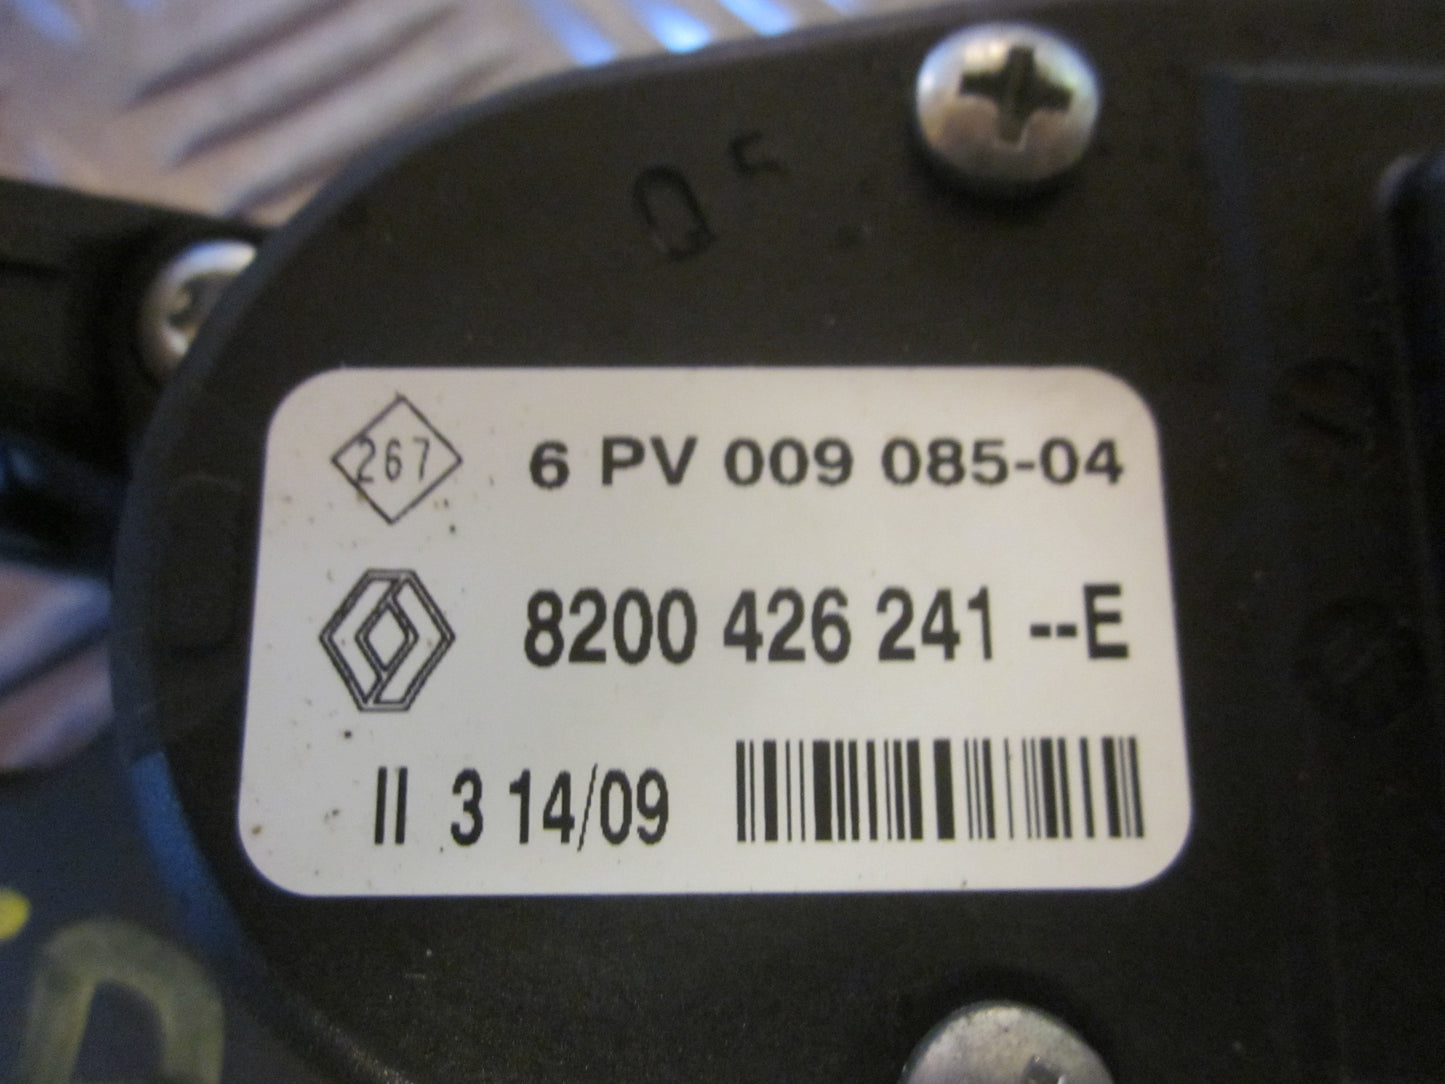 267 6 PV 009 085-04
8200 426 241 --E
II 3 14/09